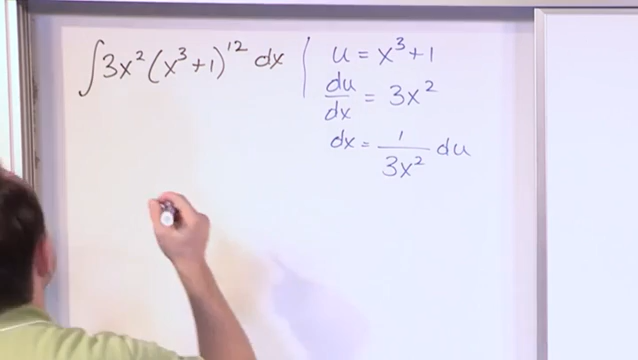 ∫3x²(x³+1)¹² dx
u = x³+1
du/dx = 3x²
dx = 1/3x² du